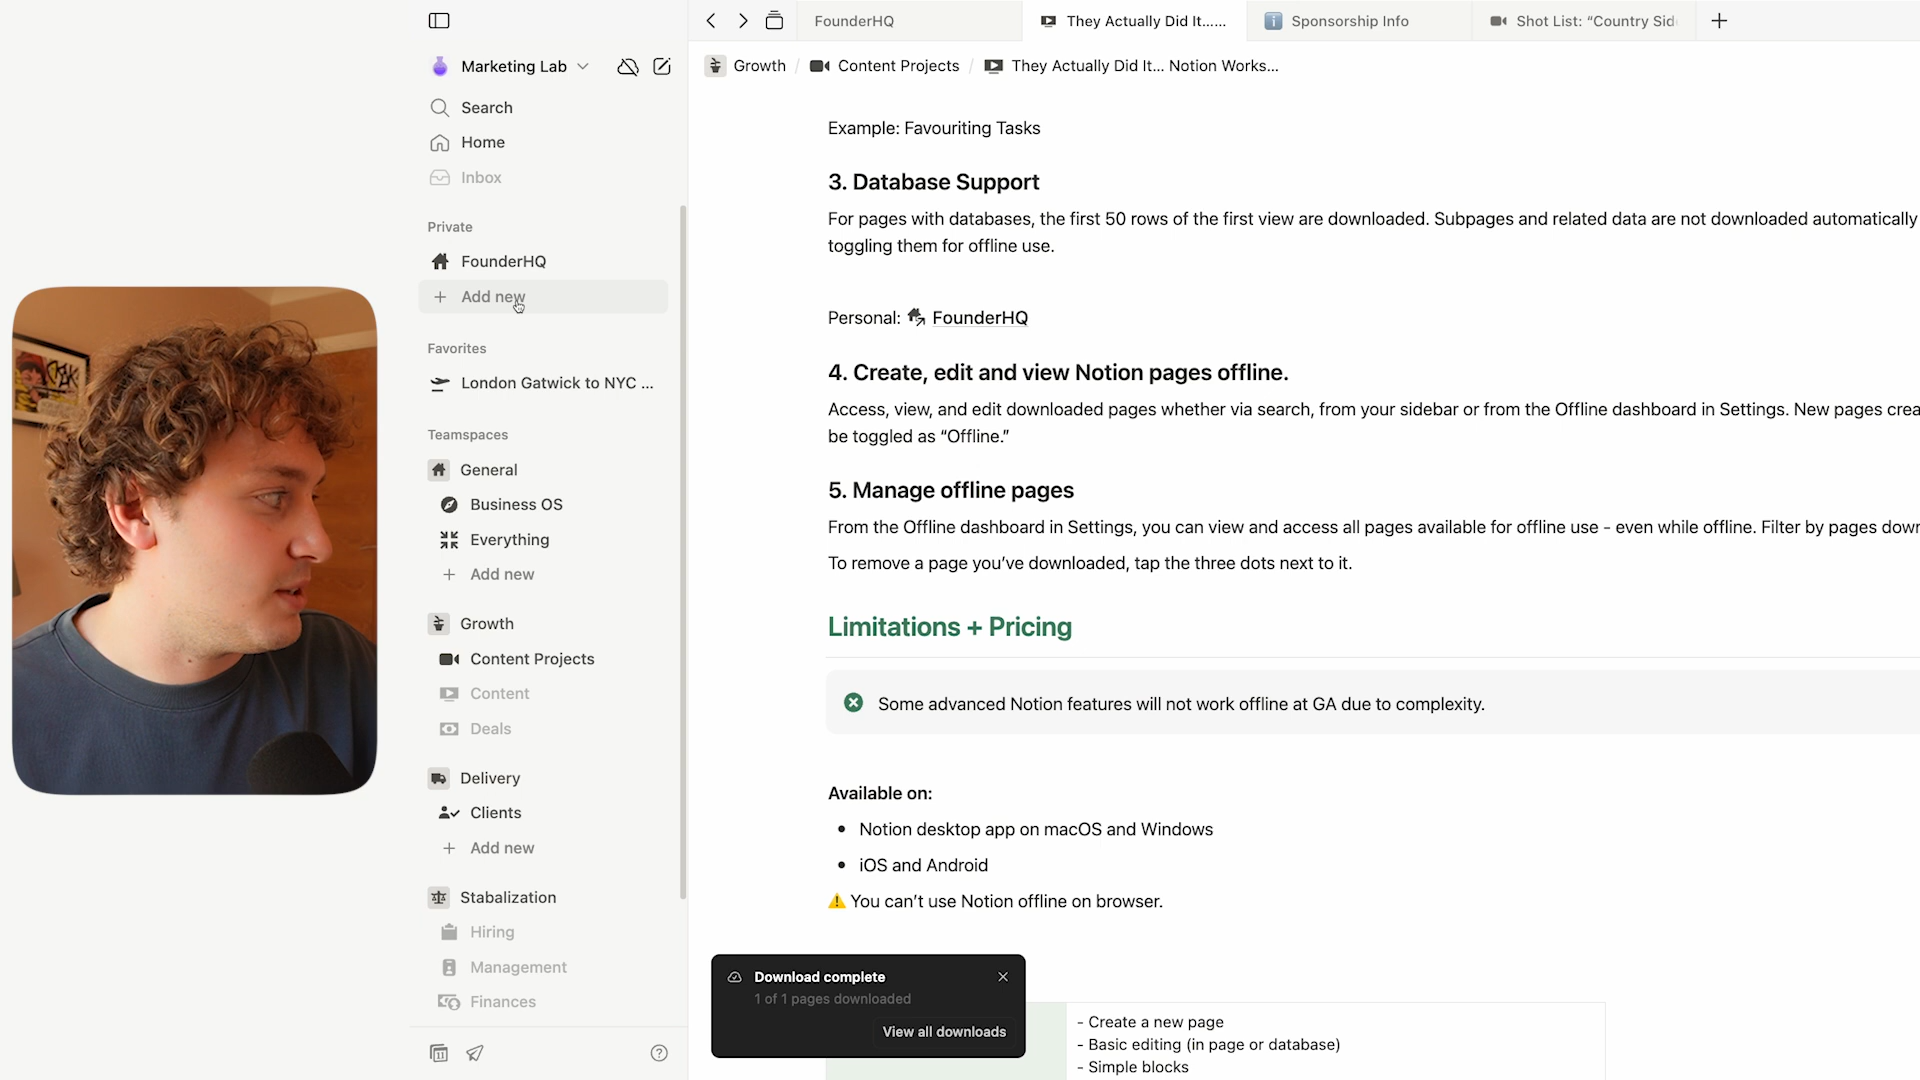 Marketing Lab
Search
Home
Inbox
Private
FounderHQ
Add new
Favorites
London Gatwick to NYC ...
Teamspaces
General
Business OS
Everything
Add new
Growth
Content Projects
Content
Deals
Delivery
Clients
Add new
Stabalization
Hiring
Management
Finances
FounderHQ
They Actually Did It......
Sponsorship Info
Shot List: “Country Sid
Growth / Content Projects / They Actually Did It... Notion Works...
Example: Favouriting Tasks
3. Database Support
For pages with databases, the first 50 rows of the first view are downloaded. Subpages and related data are not downloaded automatically
toggling them for offline use.
Personal: FounderHQ
4. Create, edit and view Notion pages offline.
Access, view, and edit downloaded pages whether via search, from your sidebar or from the Offline dashboard in Settings. New pages crea
be toggled as “Offline.”
5. Manage offline pages
From the Offline dashboard in Settings, you can view and access all pages available for offline use - even while offline. Filter by pages down
To remove a page you’ve downloaded, tap the three dots next to it.
Limitations + Pricing
Some advanced Notion features will not work offline at GA due to complexity.
Available on:
• Notion desktop app on macOS and Windows
• iOS and Android
⚠️ You can’t use Notion offline on browser.
Download complete
1 of 1 pages downloaded
View all downloads
- Create a new page
- Basic editing (in page or database)
- Simple blocks